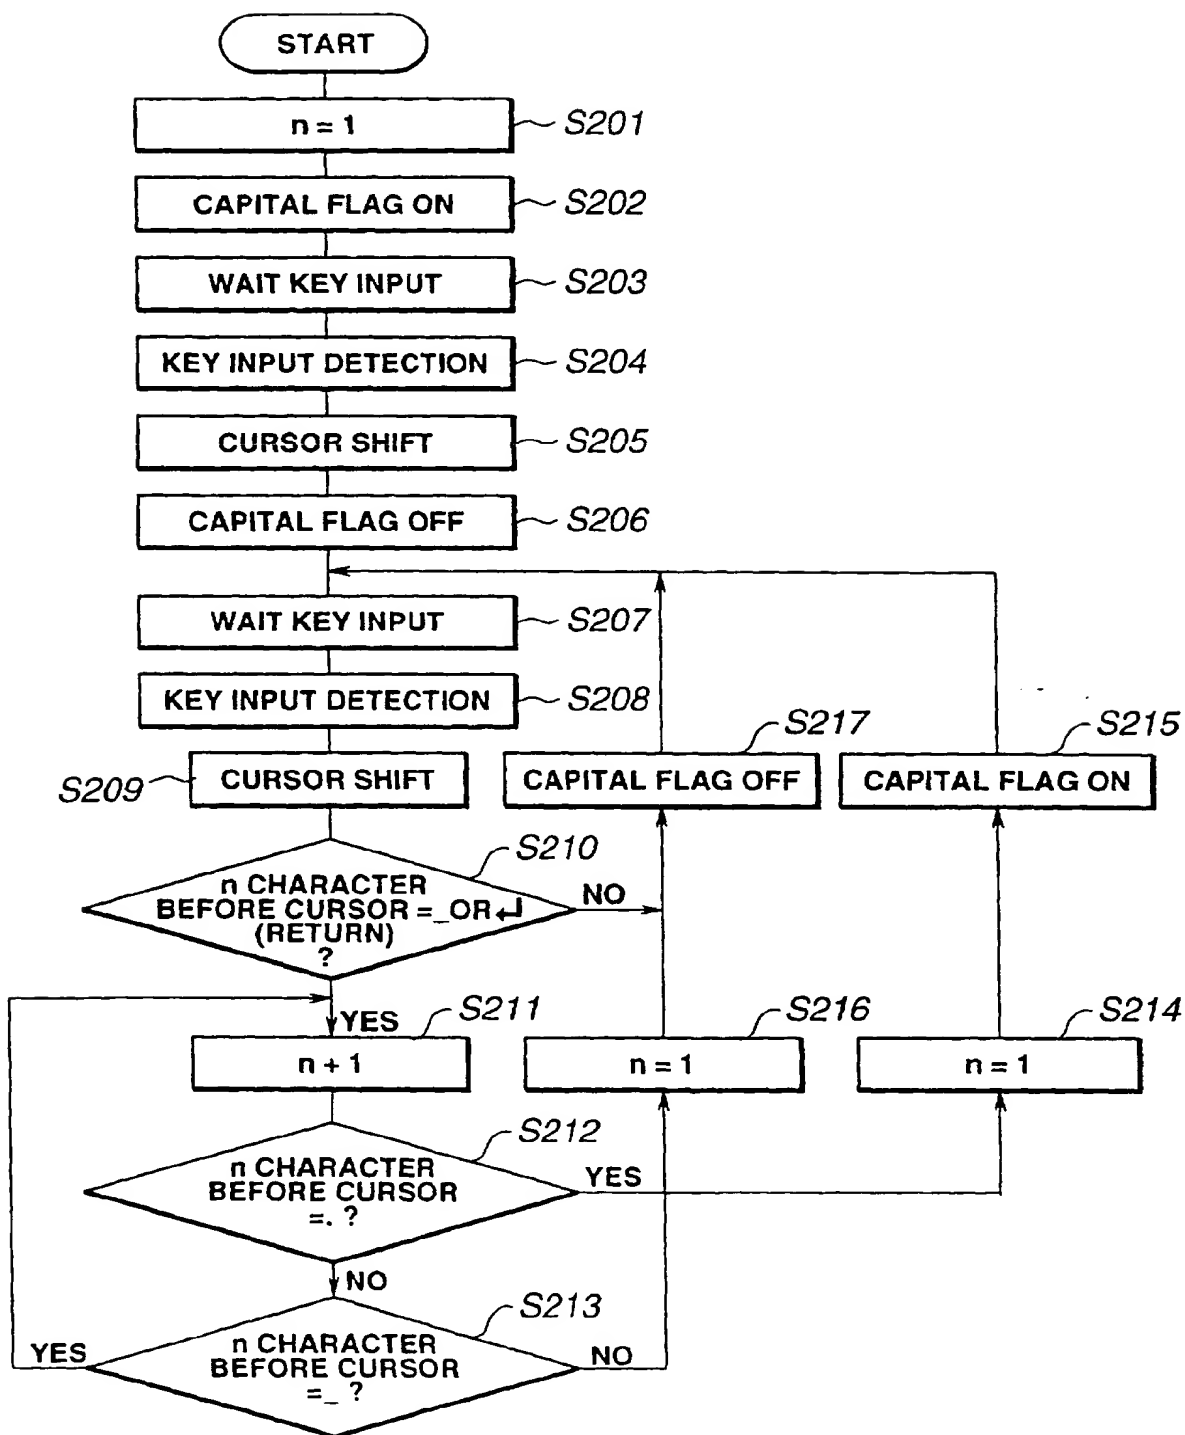 START
n = 1
S201
CAPITAL FLAG ON
S202
WAIT KEY INPUT
S203
KEY INPUT DETECTION
S204
CURSOR SHIFT
S205
CAPITAL FLAG OFF
S206
WAIT KEY INPUT
S207
KEY INPUT DETECTION
S208
S209
CURSOR SHIFT
S217
CAPITAL FLAG OFF
S215
CAPITAL FLAG ON
S210
n CHARACTER
BEFORE CURSOR =_OR ↵
(RETURN)
?
NO
YES
S211
n + 1
S216
n = 1
S214
n = 1
S212
n CHARACTER
BEFORE CURSOR
=. ?
YES
NO
S213
n CHARACTER
BEFORE CURSOR
=_ ?
YES
NO